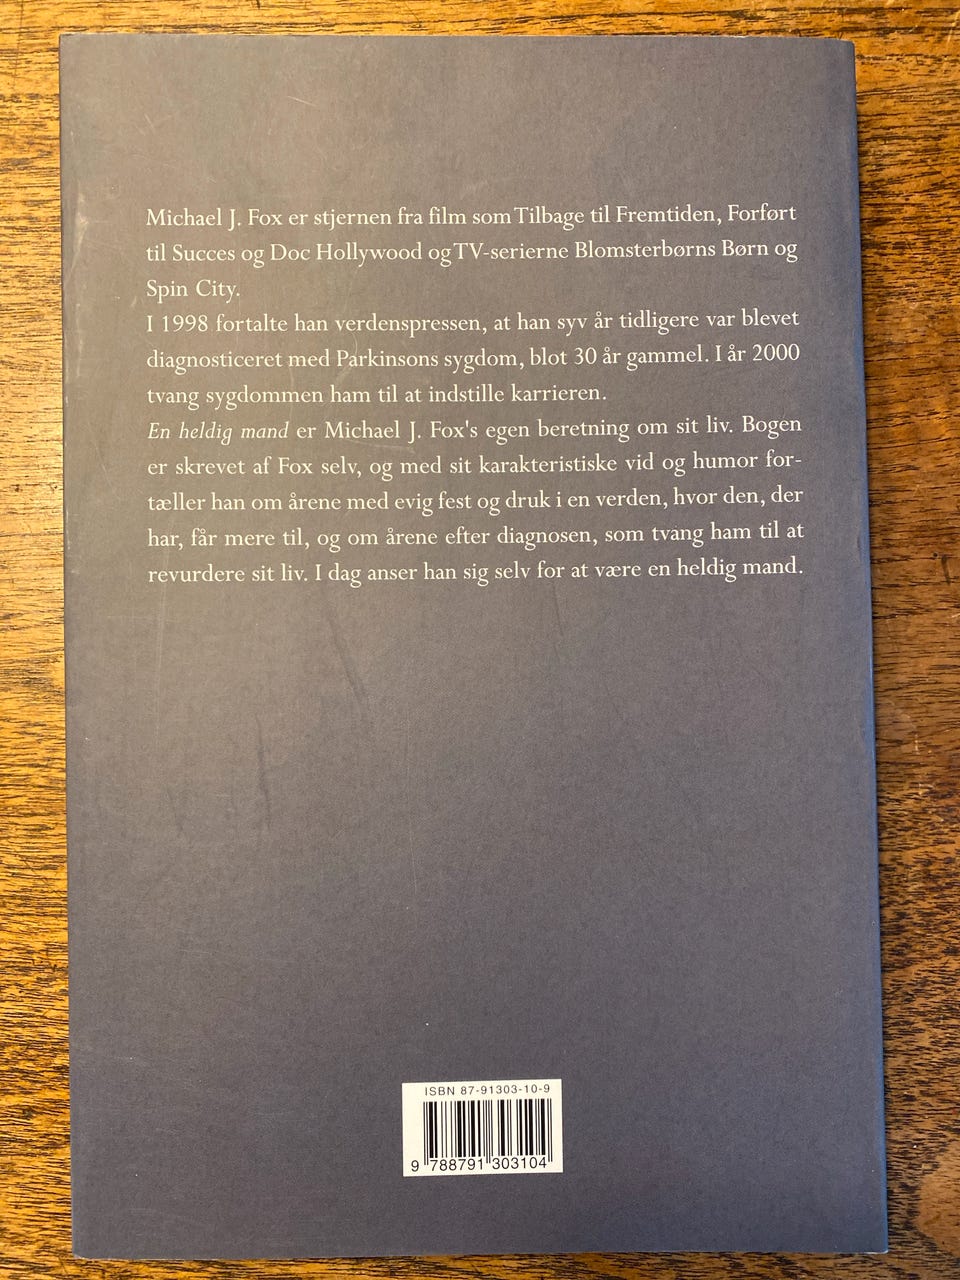 Michael J. Fox er stjernen fra film som Tilbage til Fremtiden, Forført
til Succes og Doc Hollywood og TV-serierne Blomsterbørns Børn og
Spin City.
I 1998 fortalte han verdenspressen, at han syv år tidligere var blevet
diagnosticeret med Parkinsons sygdom, blot 30 år gammel. I år 2000
tvang sygdommen ham til at indstille karrieren.
En heldig mand er Michael J. Fox's egen beretning om sit liv. Bogen
er skrevet af Fox selv, og med sit karakteristiske vid og humor for-
tæller han om årene med evig fest og druk i en verden, hvor den, der
har, får mere til, og om årene efter diagnosen, som tvang ham til at
revurdere sit liv. I dag anser han sig selv for at være en heldig mand.
ISBN 87-91303-10-9
9 788791 303104